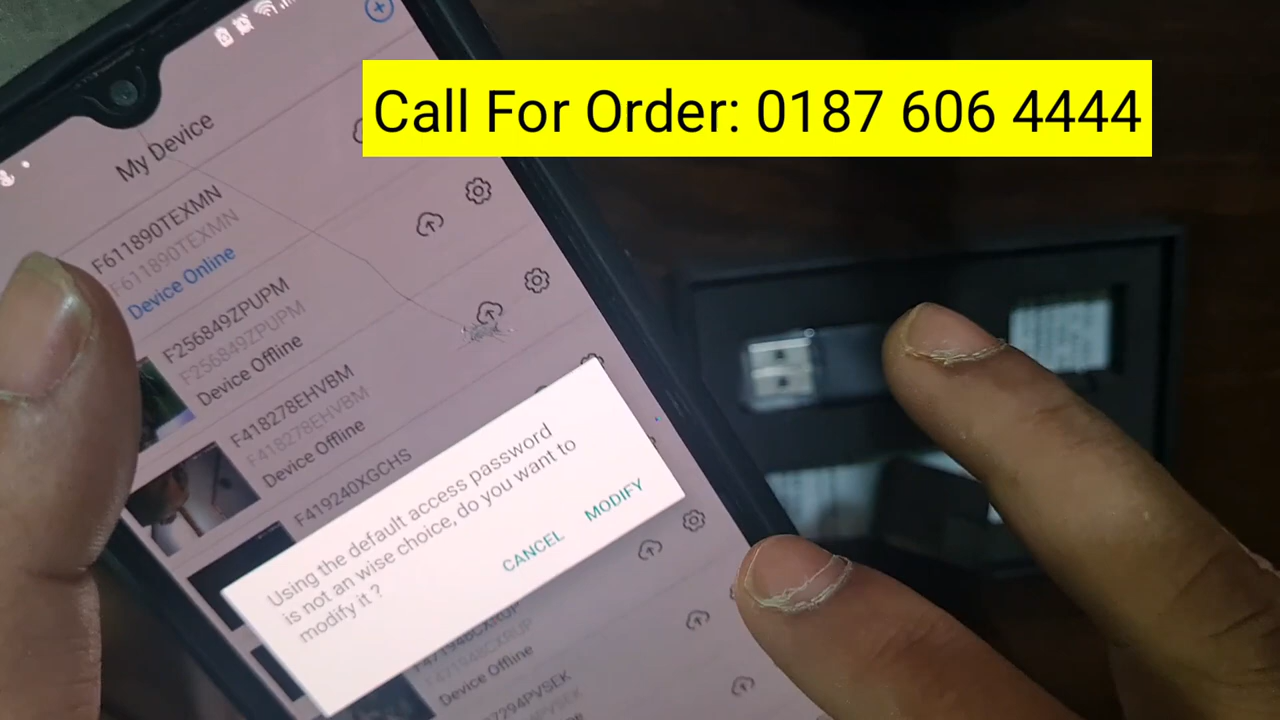 Call For Order: 0187 606 4444
My Device
F611890TEXMN
F611890TEXMN
Device Online
F256849ZPUPM
F256849ZPUPM
Device Offline
F418278EHVBM
F418278EHVBM
Device Offline
F419240XGCHS
Using the default access password
is not an wise choice, do you want to
modify it ?
CANCEL
MODIFY
Device Offline